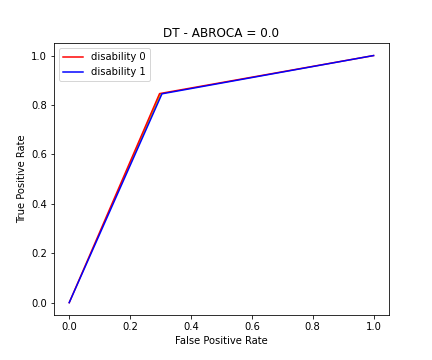 DT - ABROCA = 0.0
disability 0
disability 1
True Positive Rate
1.0
0.8
0.6
0.4
0.2
0.0
0.0 0.2 0.4 0.6 0.8 1.0
False Positive Rate